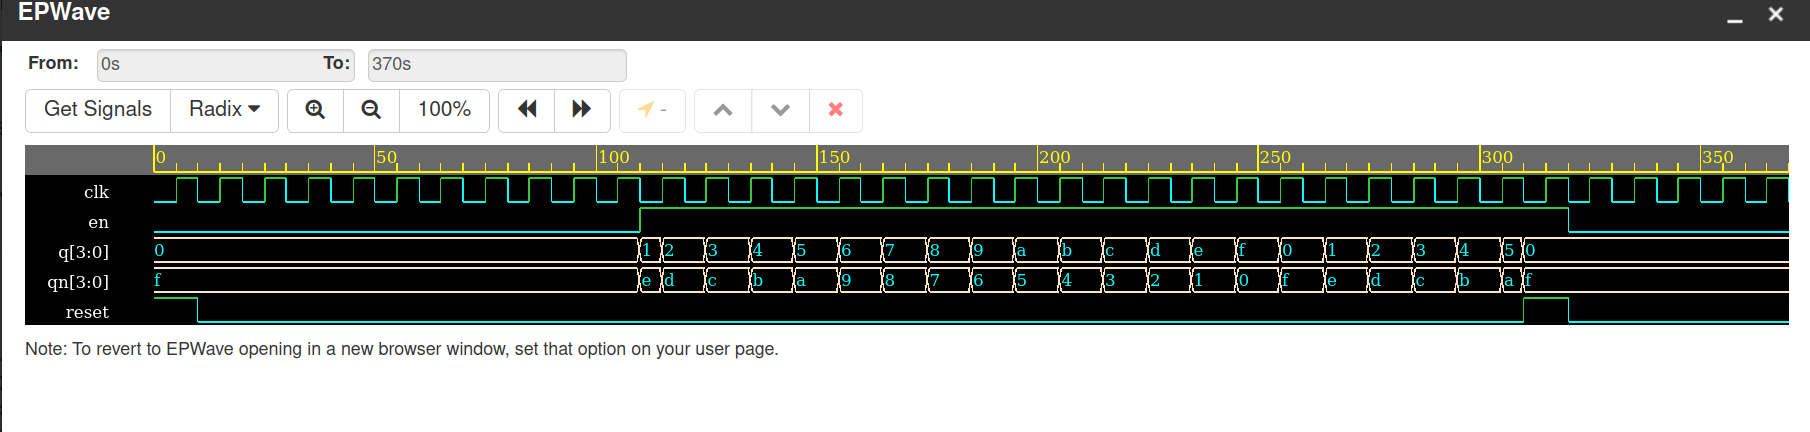 EPWave
From: 0s To: 370s
Get Signals Radix 100% -
0 50 100 150 200 250 300 350
clk
en
q[3:0] 0 1 2 3 4 5 6 7 8 9 a b c d e f 0 1 2 3 4 5 0
qn[3:0] f e d c b a 9 8 7 6 5 4 3 2 1 0 f e d c b a f
reset
Note: To revert to EPWave opening in a new browser window, set that option on your user page.